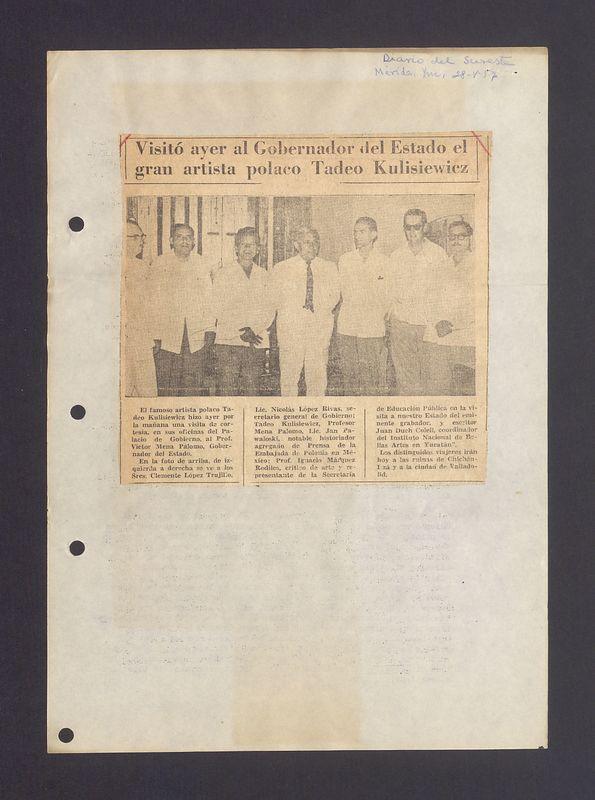 Diario del Sureste
Mérida, Yuc, 28-V-57
Visitó ayer al Gobernador del Estado el
gran artista polaco Tadeo Kulisiewicz
El famoso artista polaco Ta-
deo Kulisiewicz hizo ayer por
la mañana una visita de cor-
tesía, en sus oficinas del Pa-
lacio de Gobierno, al Prof.
Víctor Mena Palomo, Gober-
nador del Estado.
En la foto de arriba, de iz-
quierda a derecha se ve a los
Sres. Clemente López Trujillo,
Lic. Nicolás López Rivas, se-
cretario general de Gobierno;
Tadeo Kulisiewicz, Profesor
Mena Palomo, Lic. Jan Pa-
waloski, notable historiador
agregado de Prensa de la
Embajada de Polonia en Mé-
xico; Prof. Ignacio Márquez
Rodiles, crítico de arte y re-
presentante de la Secretaría
de Educación Pública en la vi-
sita a nuestro Estado del emi-
nente grabador, y escritor
Juan Duch Colell, coordinador
del Instituto Nacional de Be-
llas Artes en Yucatán".
Los distinguidos viajeros irán
hoy a las ruinas de Chichén-
Itzá y a la ciudad de Vallado-
lid.